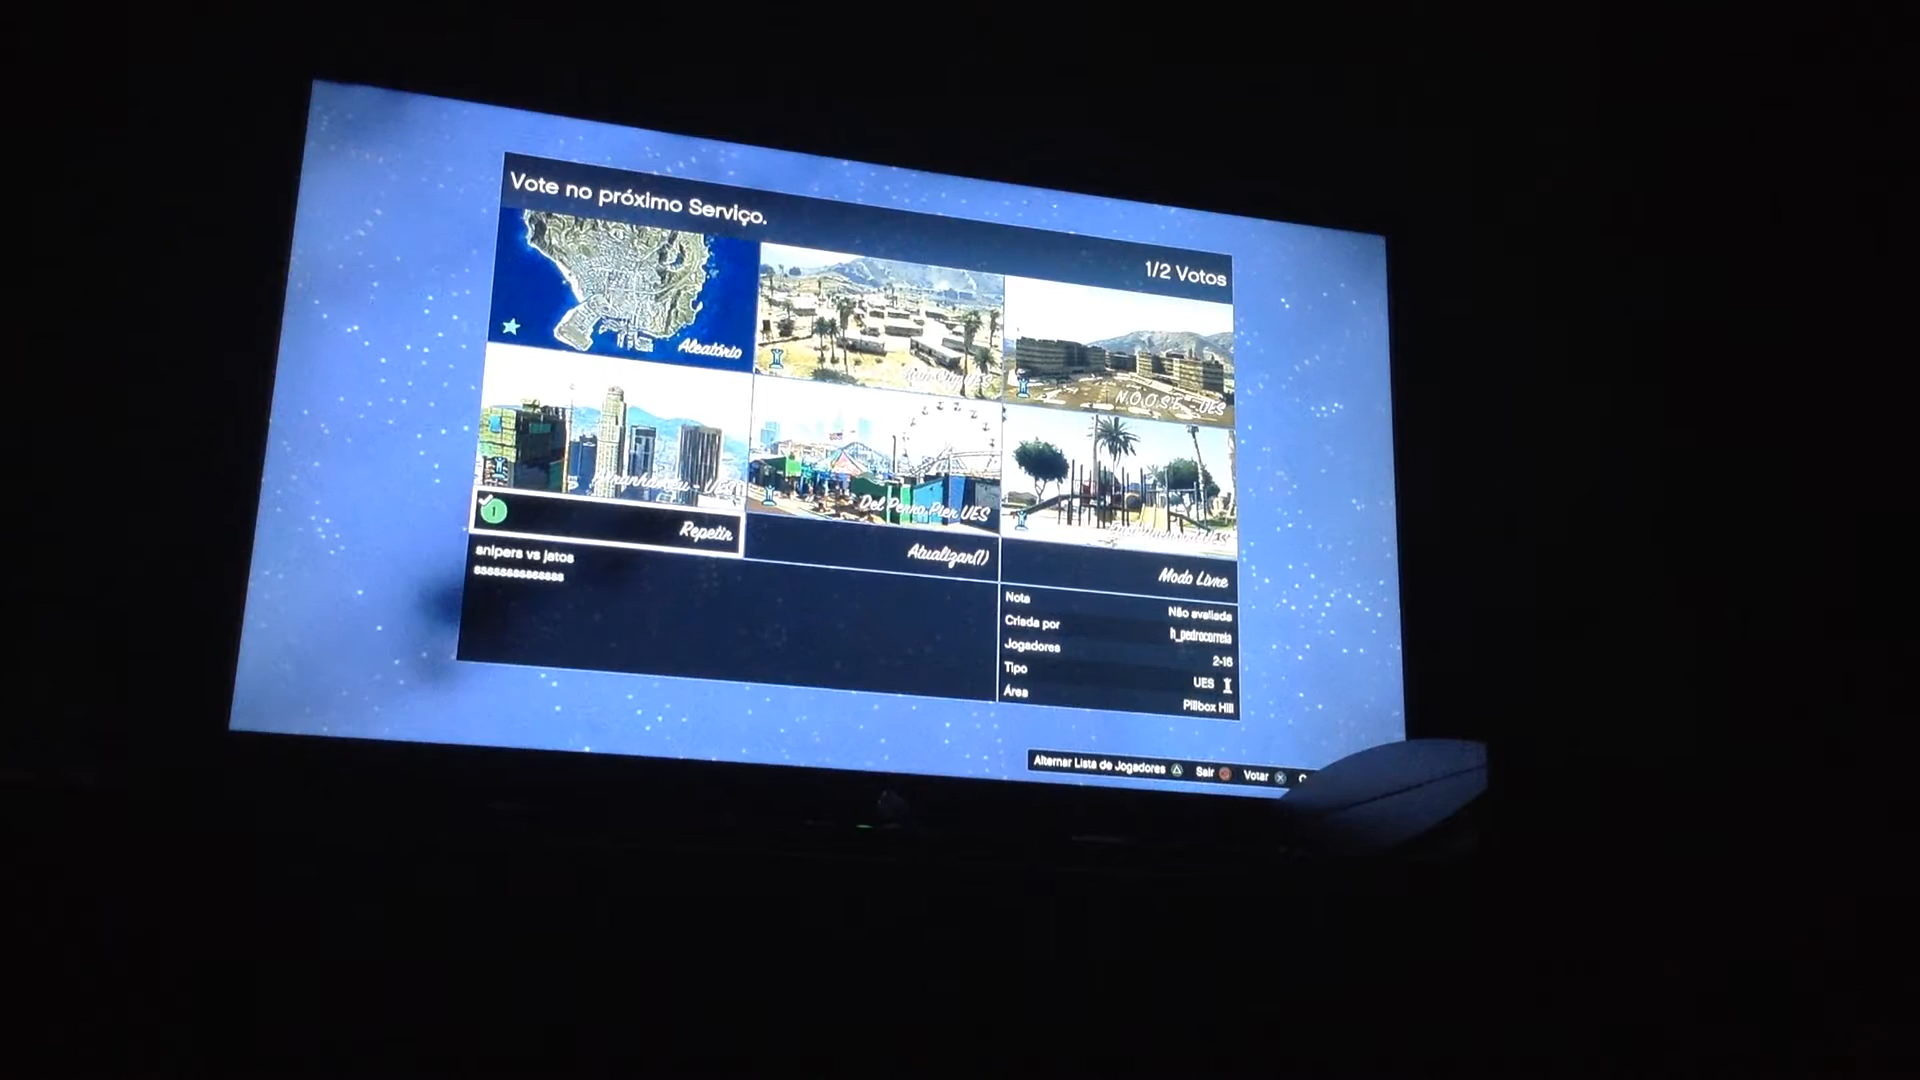 Vote no próximo Serviço.
1/2 Votos
Aleatório
N.O.O.S.E. - UES
Del Perro Pier UES
1
Repetir
Atualizar(1)
Modo Livre
snipers vs jatos
Nota Não avaliada
Criada por h_pedrocorreia
Jogadores 2-16
Tipo UES
Área Pillbox Hill
Alternar Lista de Jogadores Sair Votar